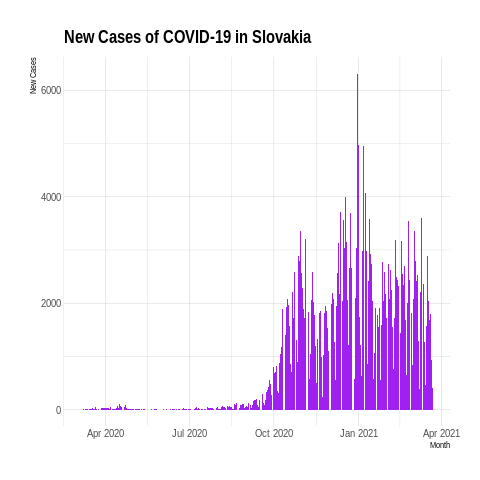 New Cases of COVID-19 in Slovakia
New Cases
6000
4000
2000
0
Apr 2020 Jul 2020 Oct 2020 Jan 2021 Apr 2021
Month